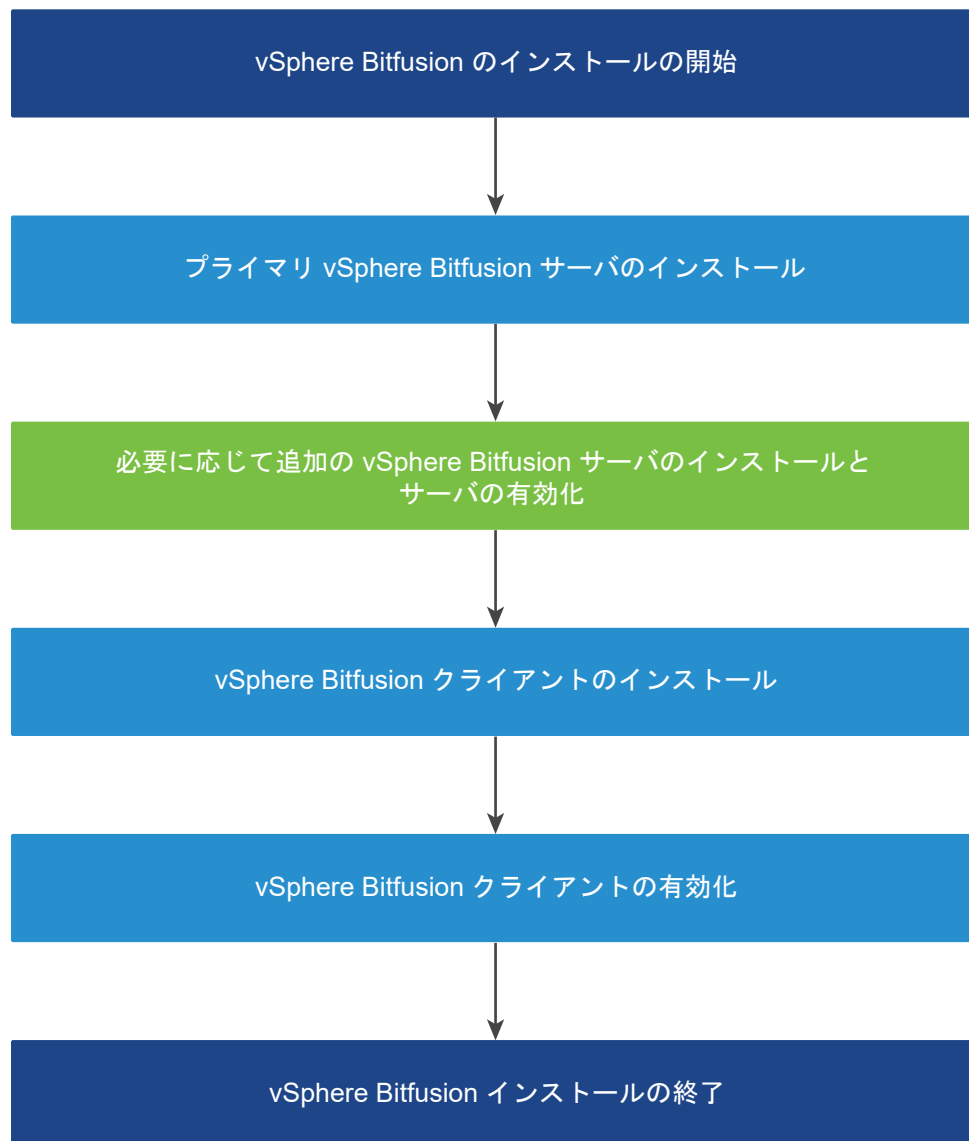 vSphere Bitfusion のインストールの開始
プライマリ vSphere Bitfusion サーバのインストール
必要に応じて追加の vSphere Bitfusion サーバのインストールと
サーバの有効化
vSphere Bitfusion クライアントのインストール
vSphere Bitfusion クライアントの有効化
vSphere Bitfusion インストールの終了